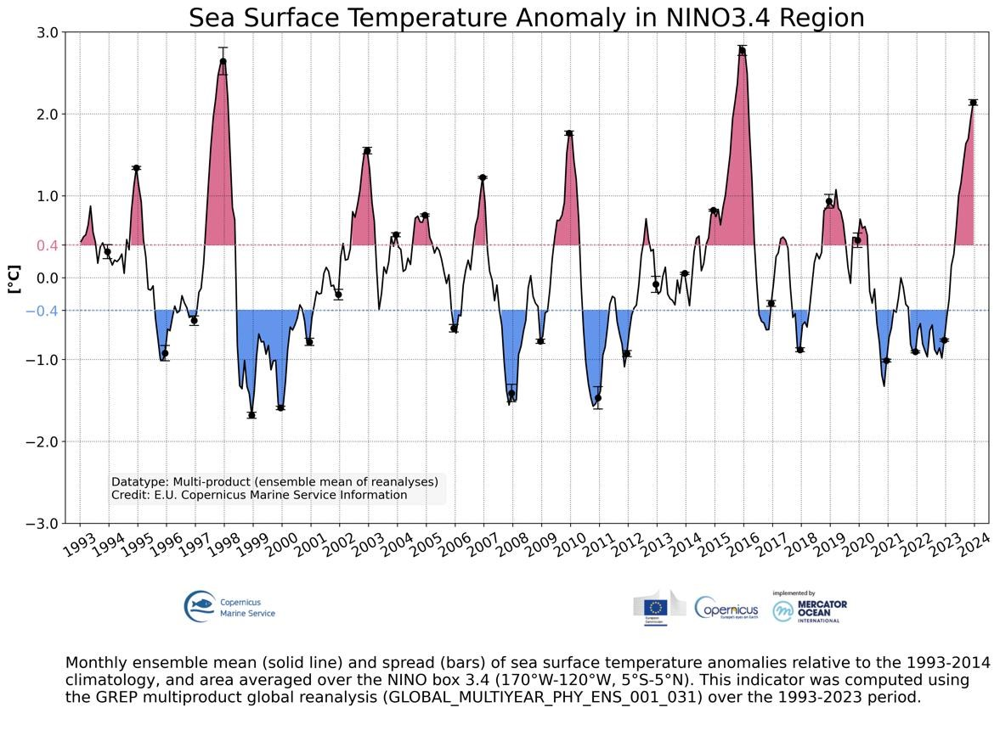 Sea Surface Temperature Anomaly in NINO3.4 Region
3.0
2.0
1.0
0.4
0.0
−0.4
−1.0
−2.0
−3.0
[°C]
Datatype: Multi-product (ensemble mean of reanalyses)
Credit: E.U. Copernicus Marine Service Information
1993 1994 1995 1996 1997 1998 1999 2000 2001 2002 2003 2004 2005 2006 2007 2008 2009 2010 2011 2012 2013 2014 2015 2016 2017 2018 2019 2020 2021 2022 2023 2024
Copernicus
Marine Service
European
Commission
opernicus
Europe's eyes on Earth
implemented by
MERCATOR
OCEAN
INTERNATIONAL
Monthly ensemble mean (solid line) and spread (bars) of sea surface temperature anomalies relative to the 1993-2014
climatology, and area averaged over the NINO box 3.4 (170°W-120°W, 5°S-5°N). This indicator was computed using
the GREP multiproduct global reanalysis (GLOBAL_MULTIYEAR_PHY_ENS_001_031) over the 1993-2023 period.